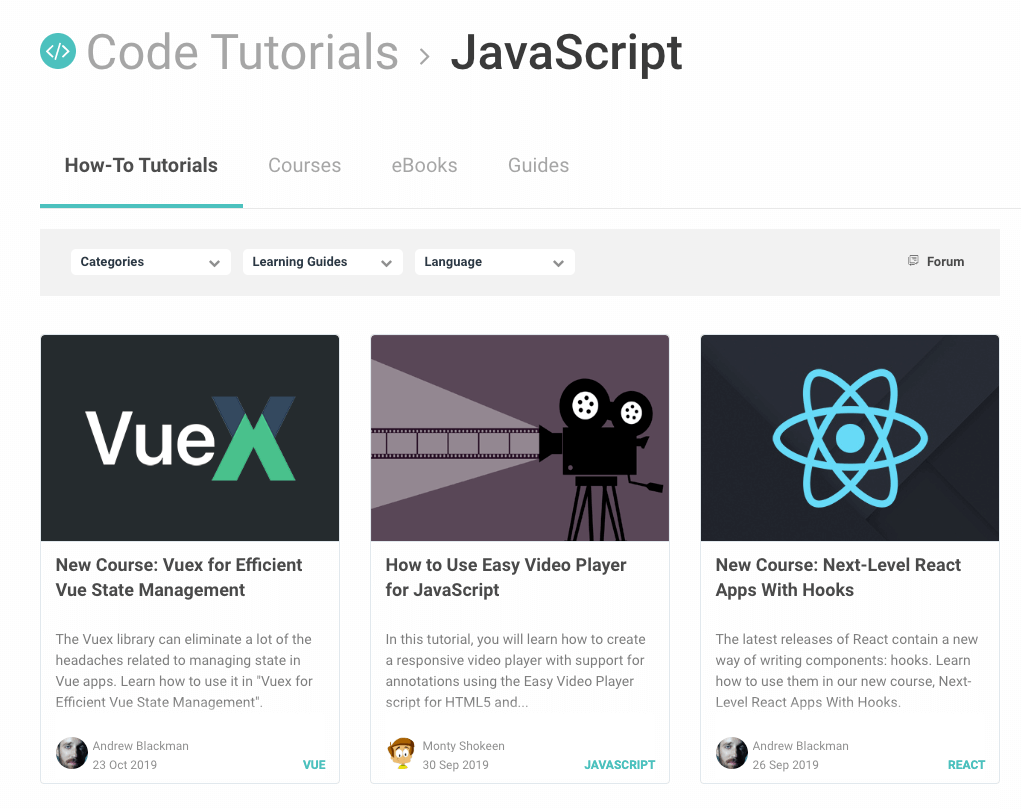 </> Code Tutorials › JavaScript
How-To Tutorials Courses eBooks Guides
Categories Learning Guides Language Forum
VueX
New Course: Vuex for Efficient
Vue State Management
The Vuex library can eliminate a lot of the
headaches related to managing state in
Vue apps. Learn how to use it in "Vuex for
Efficient Vue State Management".
Andrew Blackman
23 Oct 2019
VUE
How to Use Easy Video Player
for JavaScript
In this tutorial, you will learn how to create
a responsive video player with support for
annotations using the Easy Video Player
script for HTML5 and...
Monty Shokeen
30 Sep 2019
JAVASCRIPT
New Course: Next-Level React
Apps With Hooks
The latest releases of React contain a new
way of writing components: hooks. Learn
how to use them in our new course, Next-
Level React Apps With Hooks.
Andrew Blackman
26 Sep 2019
REACT